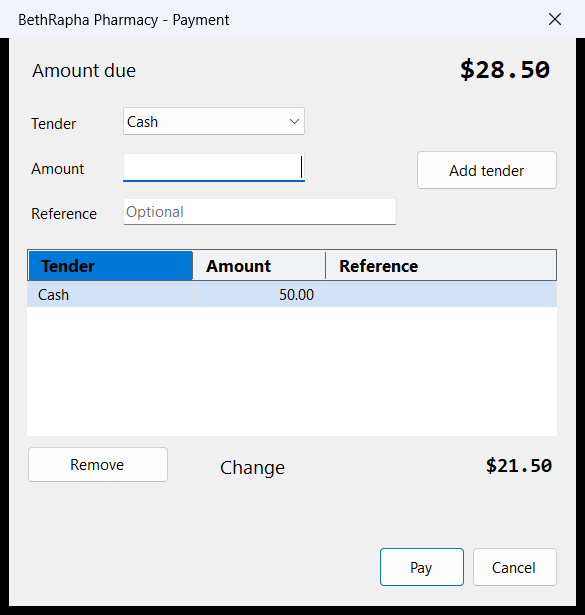 BethRapha Pharmacy - Payment
Amount due $28.50
Tender Cash
Amount Add tender
Reference Optional
Tender Amount Reference
Cash 50.00
Remove Change $21.50
Pay Cancel